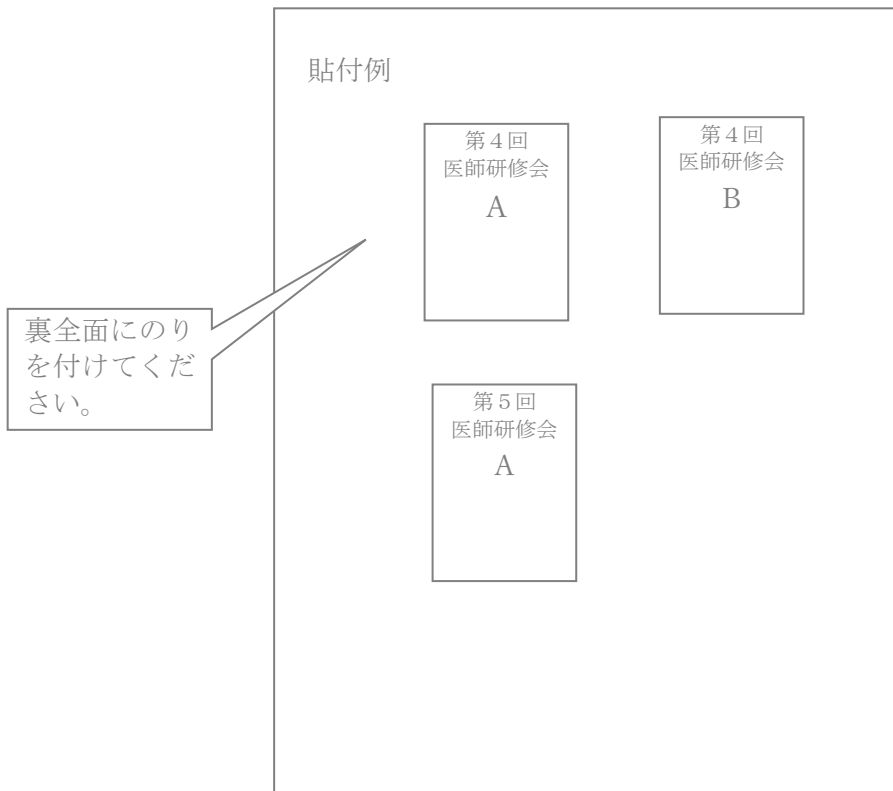 貼付例
第４回
医師研修会
A
第４回
医師研修会
B
裏全面にのり
を付けてくだ
さい。
第５回
医師研修会
A